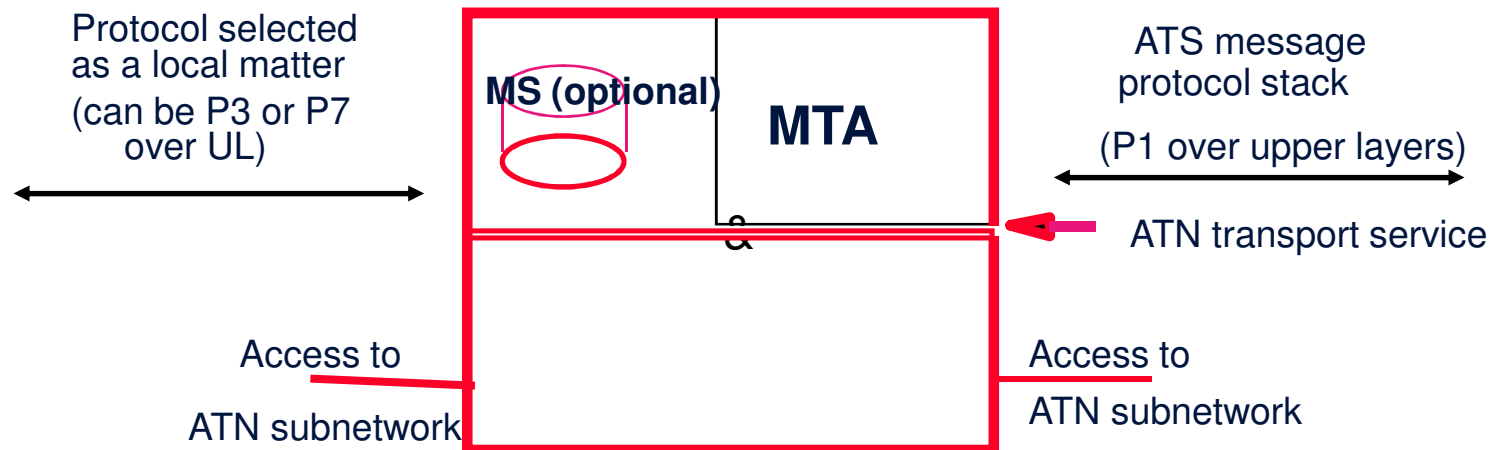 Protocol selected
as a local matter
(can be P3 or P7
over UL)
MS (optional)
MTA
&
ATS message
protocol stack
(P1 over upper layers)
ATN transport service
Access to
ATN subnetwork
Access to
ATN subnetwork